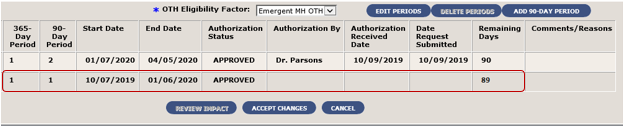 * OTH Eligibility Factor: Emergent MH OTH EDIT PERIODS DELETE PERIODS ADD 90-DAY PERIOD
365-Day Period 90-Day Period Start Date End Date Authorization Status Authorization By Authorization Received Date Date Request Submitted Remaining Days Comments/Reasons
1 2 01/07/2020 04/05/2020 APPROVED Dr. Parsons 10/09/2019 10/09/2019 90
1 1 10/07/2019 01/06/2020 APPROVED 89
REVIEW IMPACT ACCEPT CHANGES CANCEL